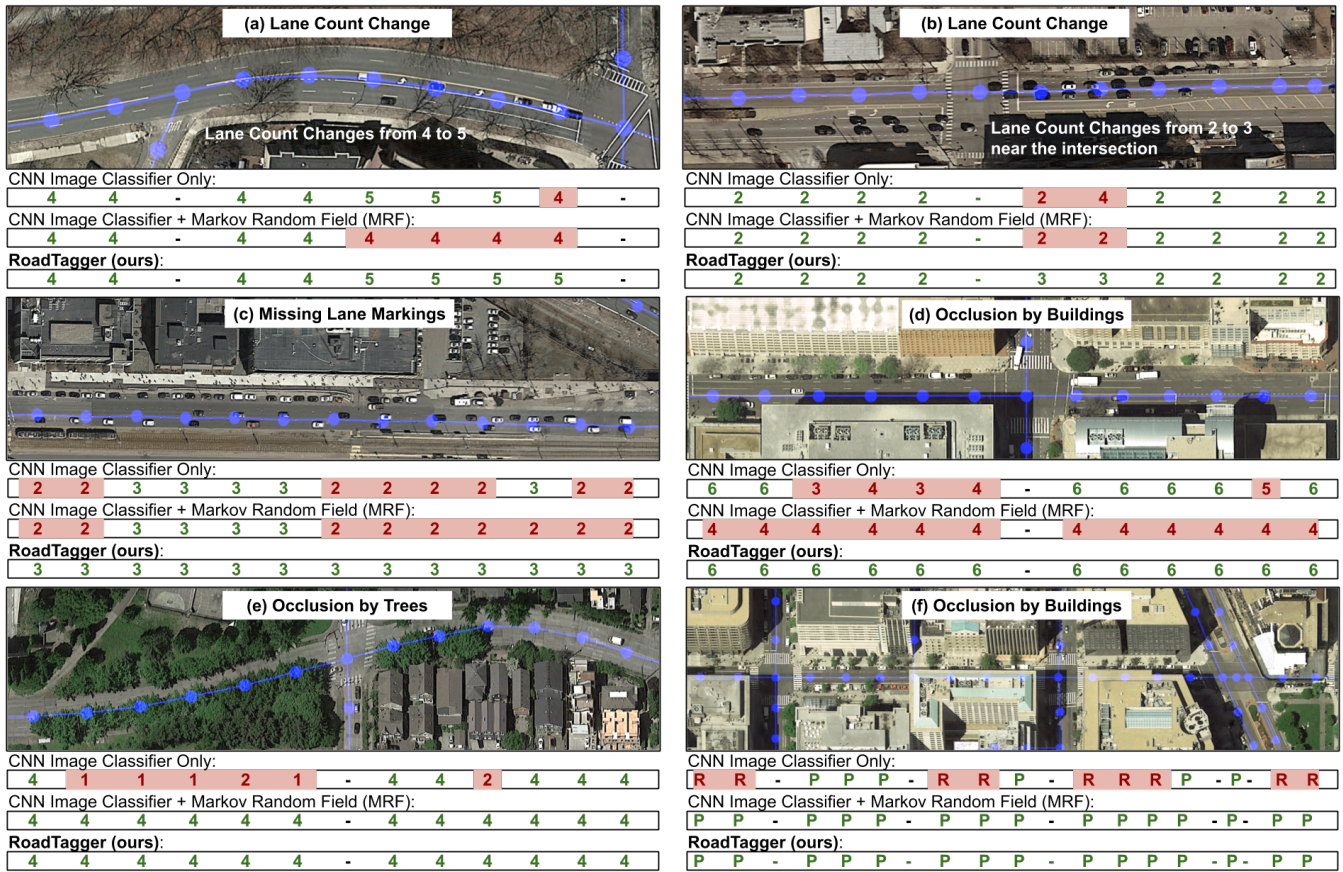 (a) Lane Count Change
Lane Count Changes from 4 to 5
CNN Image Classifier Only:
4 4 - 4 4 5 5 5 4 -
CNN Image Classifier + Markov Random Field (MRF):
4 4 - 4 4 4 4 4 4 -
RoadTagger (ours):
4 4 - 4 4 5 5 5 5 -
(b) Lane Count Change
Lane Count Changes from 2 to 3
near the intersection
CNN Image Classifier Only:
2 2 2 2 - 2 4 2 2 2 2
CNN Image Classifier + Markov Random Field (MRF):
2 2 2 2 - 2 2 2 2 2 2
RoadTagger (ours):
2 2 2 2 - 3 3 2 2 2 2
(c) Missing Lane Markings
CNN Image Classifier Only:
2 2 3 3 3 3 2 2 2 2 3 2 2
CNN Image Classifier + Markov Random Field (MRF):
2 2 3 3 3 3 2 2 2 2 2 2 2
RoadTagger (ours):
3 3 3 3 3 3 3 3 3 3 3 3 3
(d) Occlusion by Buildings
CNN Image Classifier Only:
6 6 3 4 3 4 - 6 6 6 6 5 6
CNN Image Classifier + Markov Random Field (MRF):
4 4 4 4 4 4 - 4 4 4 4 4 4
RoadTagger (ours):
6 6 6 6 6 6 - 6 6 6 6 6 6
(e) Occlusion by Trees
CNN Image Classifier Only:
4 1 1 1 2 1 - 4 4 2 4 4 4
CNN Image Classifier + Markov Random Field (MRF):
4 4 4 4 4 4 - 4 4 4 4 4 4
RoadTagger (ours):
4 4 4 4 4 4 - 4 4 4 4 4 4
(f) Occlusion by Buildings
CNN Image Classifier Only:
R R - P P P - R R P - R R R P - P - R R
CNN Image Classifier + Markov Random Field (MRF):
P P - P P P - P P P - P P P P - P - P P
RoadTagger (ours):
P P - P P P - P P P - P P P P - P - P P